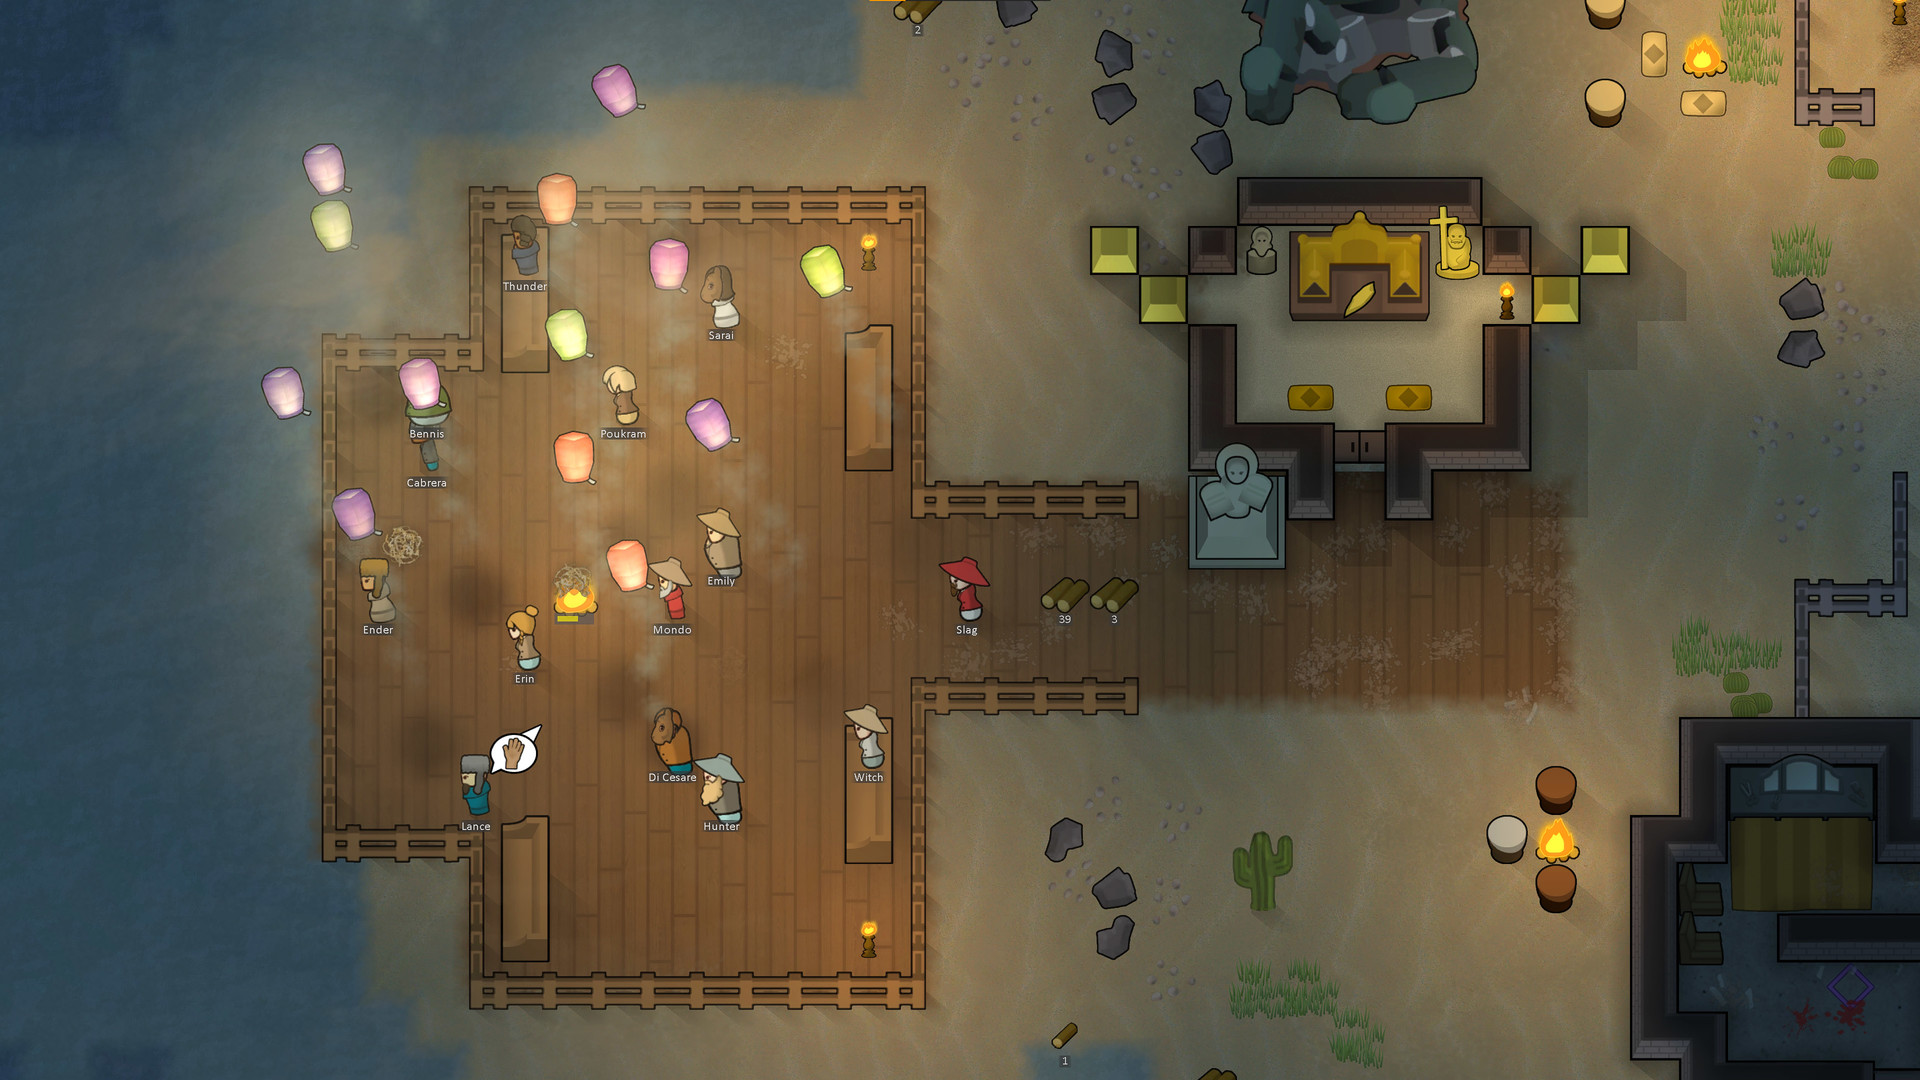 2
Thunder
Sarai
Bennis
Poukram
Cabrera
Emily
Ender
Mondo
Slag
39
3
Erin
Di Cesare
Witch
Lance
Hunter
1